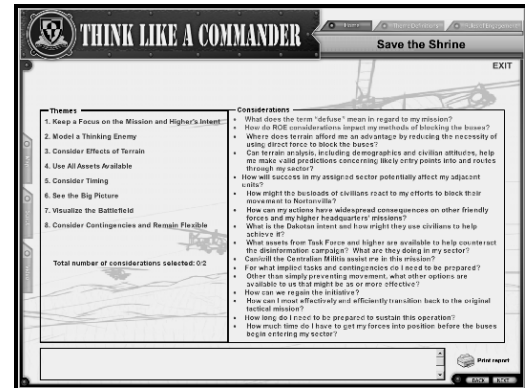 THINK LIKE A COMMANDER
Save the Shrine
EXIT
Themes
1. Keep a Focus on the Mission and Higher's Intent
2. Model a Thinking Enemy
3. Consider Effects of Terrain
4. Use All Assets Available
5. Consider Timing
6. See the Big Picture
7. Visualize the Battlefield
8. Consider Contingencies and Remain Flexible
Total number of considerations selected: 0/2
Considerations
• What does the term "defuse" mean in regard to my mission?
• How do ROE considerations impact my methods of blocking the buses?
• Where does terrain afford me an advantage by reducing the necessity of
using direct force to block the buses?
• Can terrain analysis, including demographics and civilian attitudes, help
me make valid predictions concerning likely entry points into and routes
through my sector?
• How will success in my assigned sector potentially affect my adjacent
units?
• How might the busloads of civilians react to my efforts to block their
movement to Nortonville?
• How can my actions have widespread consequences on other friendly
forces and my higher headquarters' missions?
• What is the Dakotan intent and how might they use civilians to help
achieve it?
• What assets from Task Force and higher are available to help counteract
the disinformation campaign? What are they doing in my sector?
• Can/will the Centralian Militia assist me in this mission?
• For what implied tasks and contingencies do I need to be prepared?
• Other than simply preventing movement, what other options are
available to us that might be as or more effective?
• How can we regain the initiative?
• How can I most effectively and efficiently transition back to the original
tactical mission?
• How long do I need to be prepared to sustain this operation?
• How much time do I have to get my forces into position before the buses
begin entering my sector?
Print report
BACK
NEXT